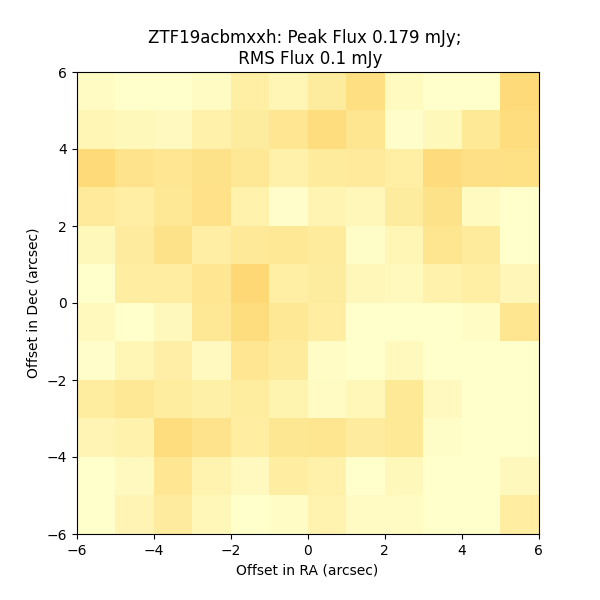 ZTF19acbmxxh: Peak Flux 0.179 mJy;
RMS Flux 0.1 mJy
6
4
2
0
−2
−4
−6
Offset in Dec (arcsec)
−6 −4 −2 0 2 4 6
Offset in RA (arcsec)